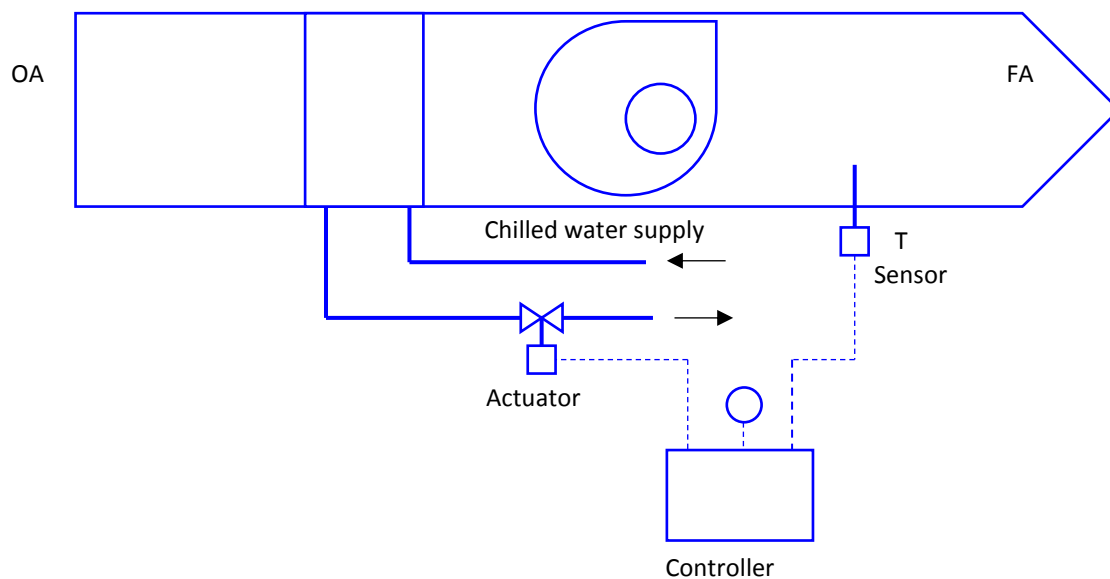 OA
FA
Chilled water supply
T
Sensor
Actuator
Controller